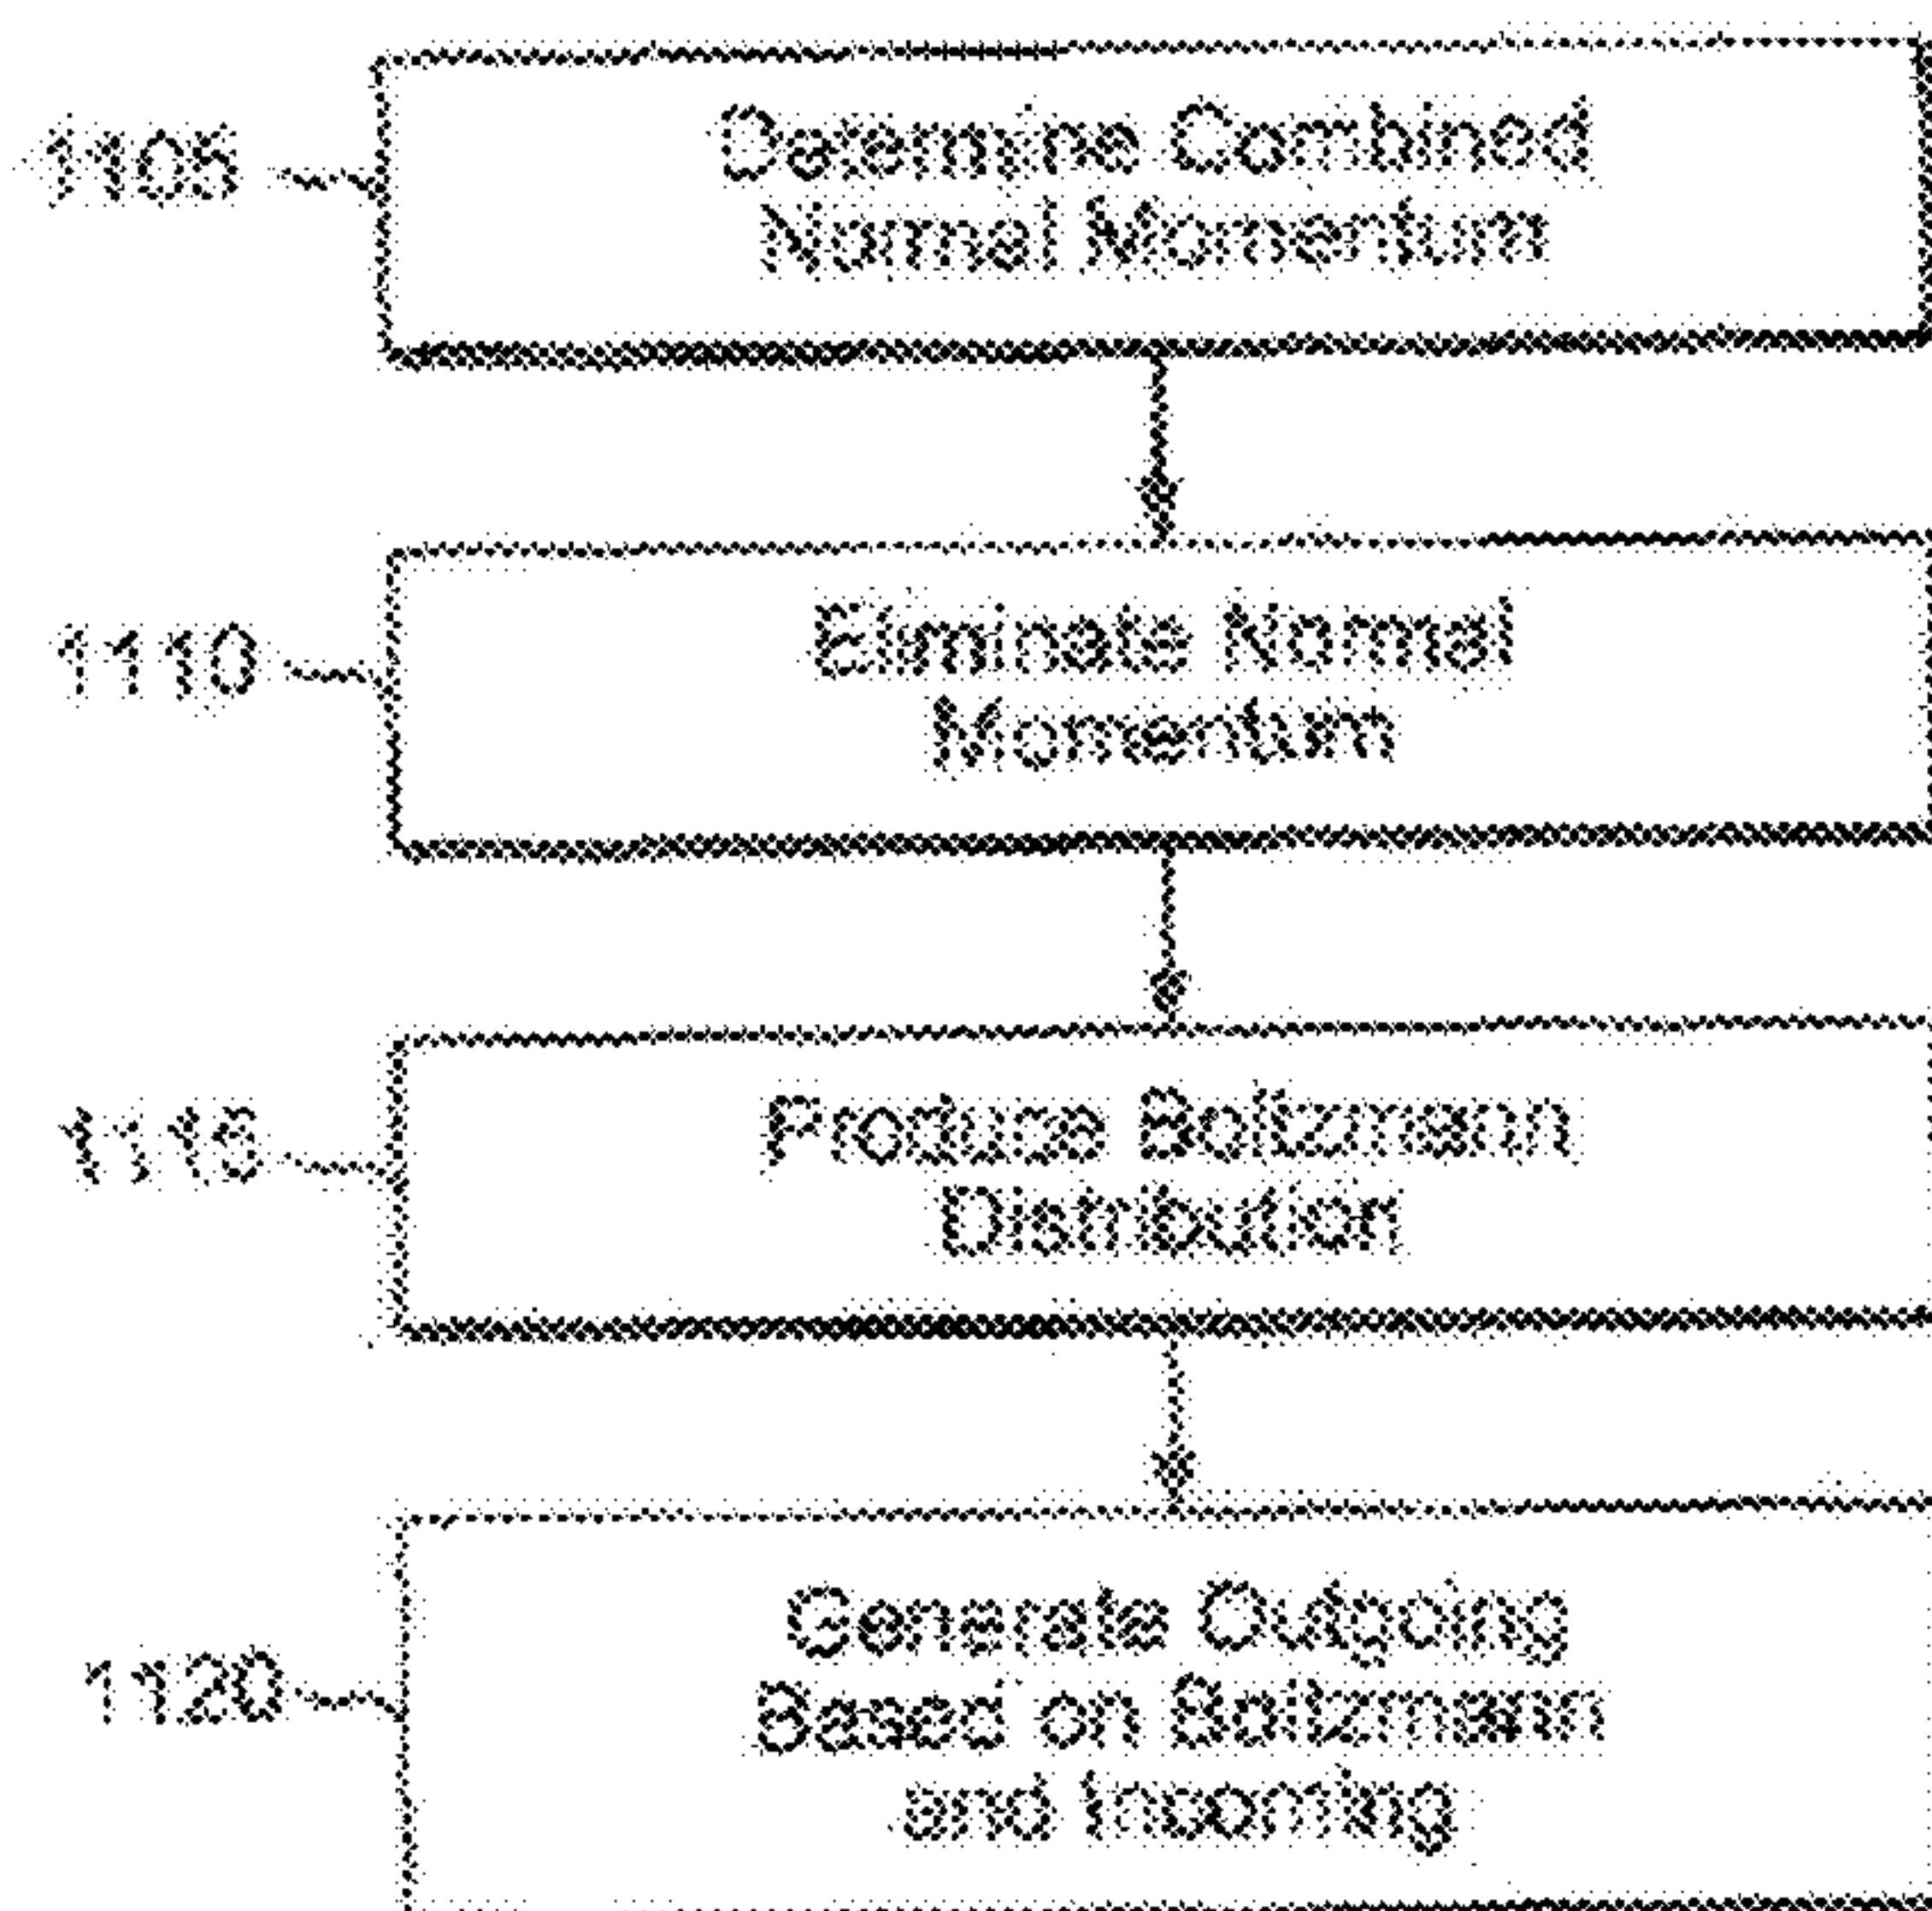 1105
Deremine Combined
Normal Momentum
1110
Eliminate Normal
Momentum
1115
Produce Boltzmann
Distribution
1120
Generate Outgoing
Based on Boltzmann
and Incoming